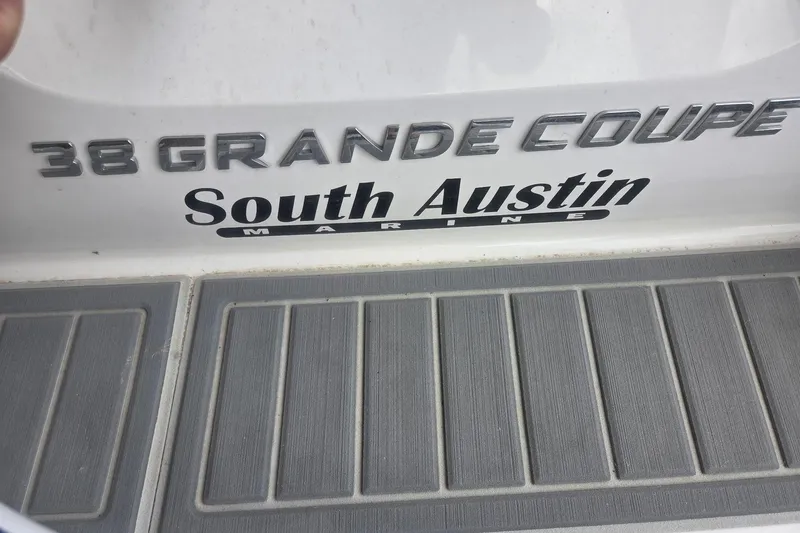 38 GRANDE COUPE
South Austin
MARINE